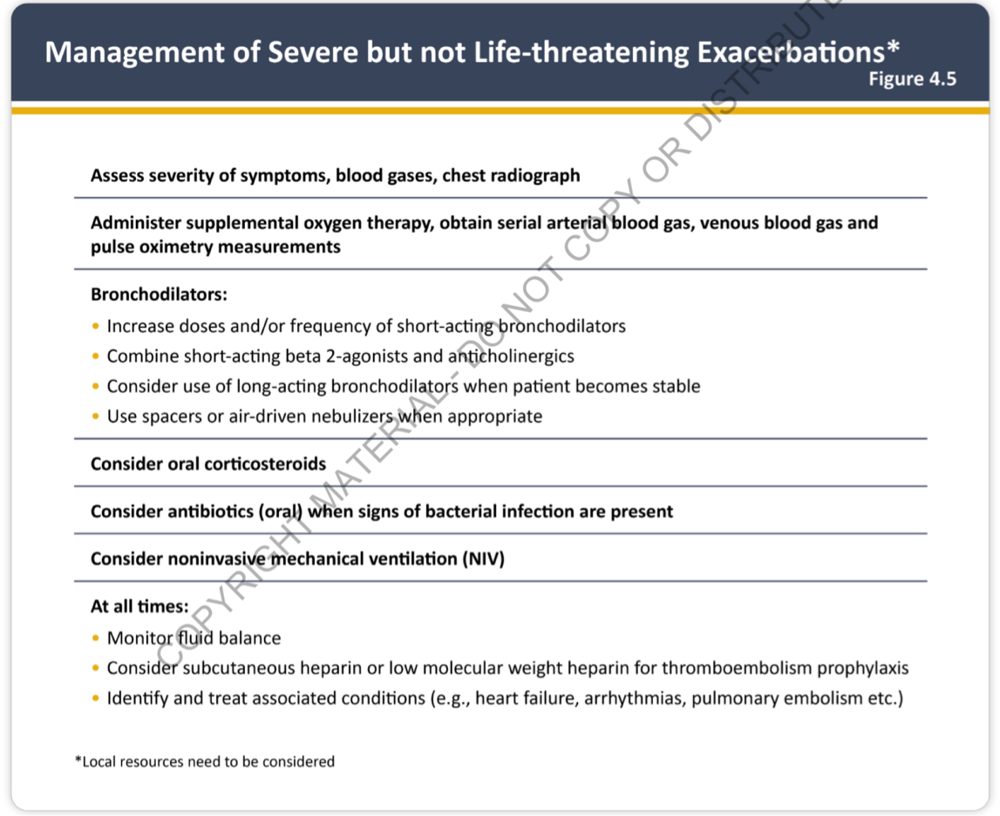 Management of Severe but not Life-threatening Exacerbations*
Figure 4.5
Assess severity of symptoms, blood gases, chest radiograph
Administer supplemental oxygen therapy, obtain serial arterial blood gas, venous blood gas and
pulse oximetry measurements
Bronchodilators:
• Increase doses and/or frequency of short-acting bronchodilators
• Combine short-acting beta 2-agonists and anticholinergics
• Consider use of long-acting bronchodilators when patient becomes stable
• Use spacers or air-driven nebulizers when appropriate
Consider oral corticosteroids
Consider antibiotics (oral) when signs of bacterial infection are present
Consider noninvasive mechanical ventilation (NIV)
At all times:
• Monitor fluid balance
• Consider subcutaneous heparin or low molecular weight heparin for thromboembolism prophylaxis
• Identify and treat associated conditions (e.g., heart failure, arrhythmias, pulmonary embolism etc.)
*Local resources need to be considered
COPYRIGHT MATERIAL - DO NOT COPY OR DISTRIBUTE